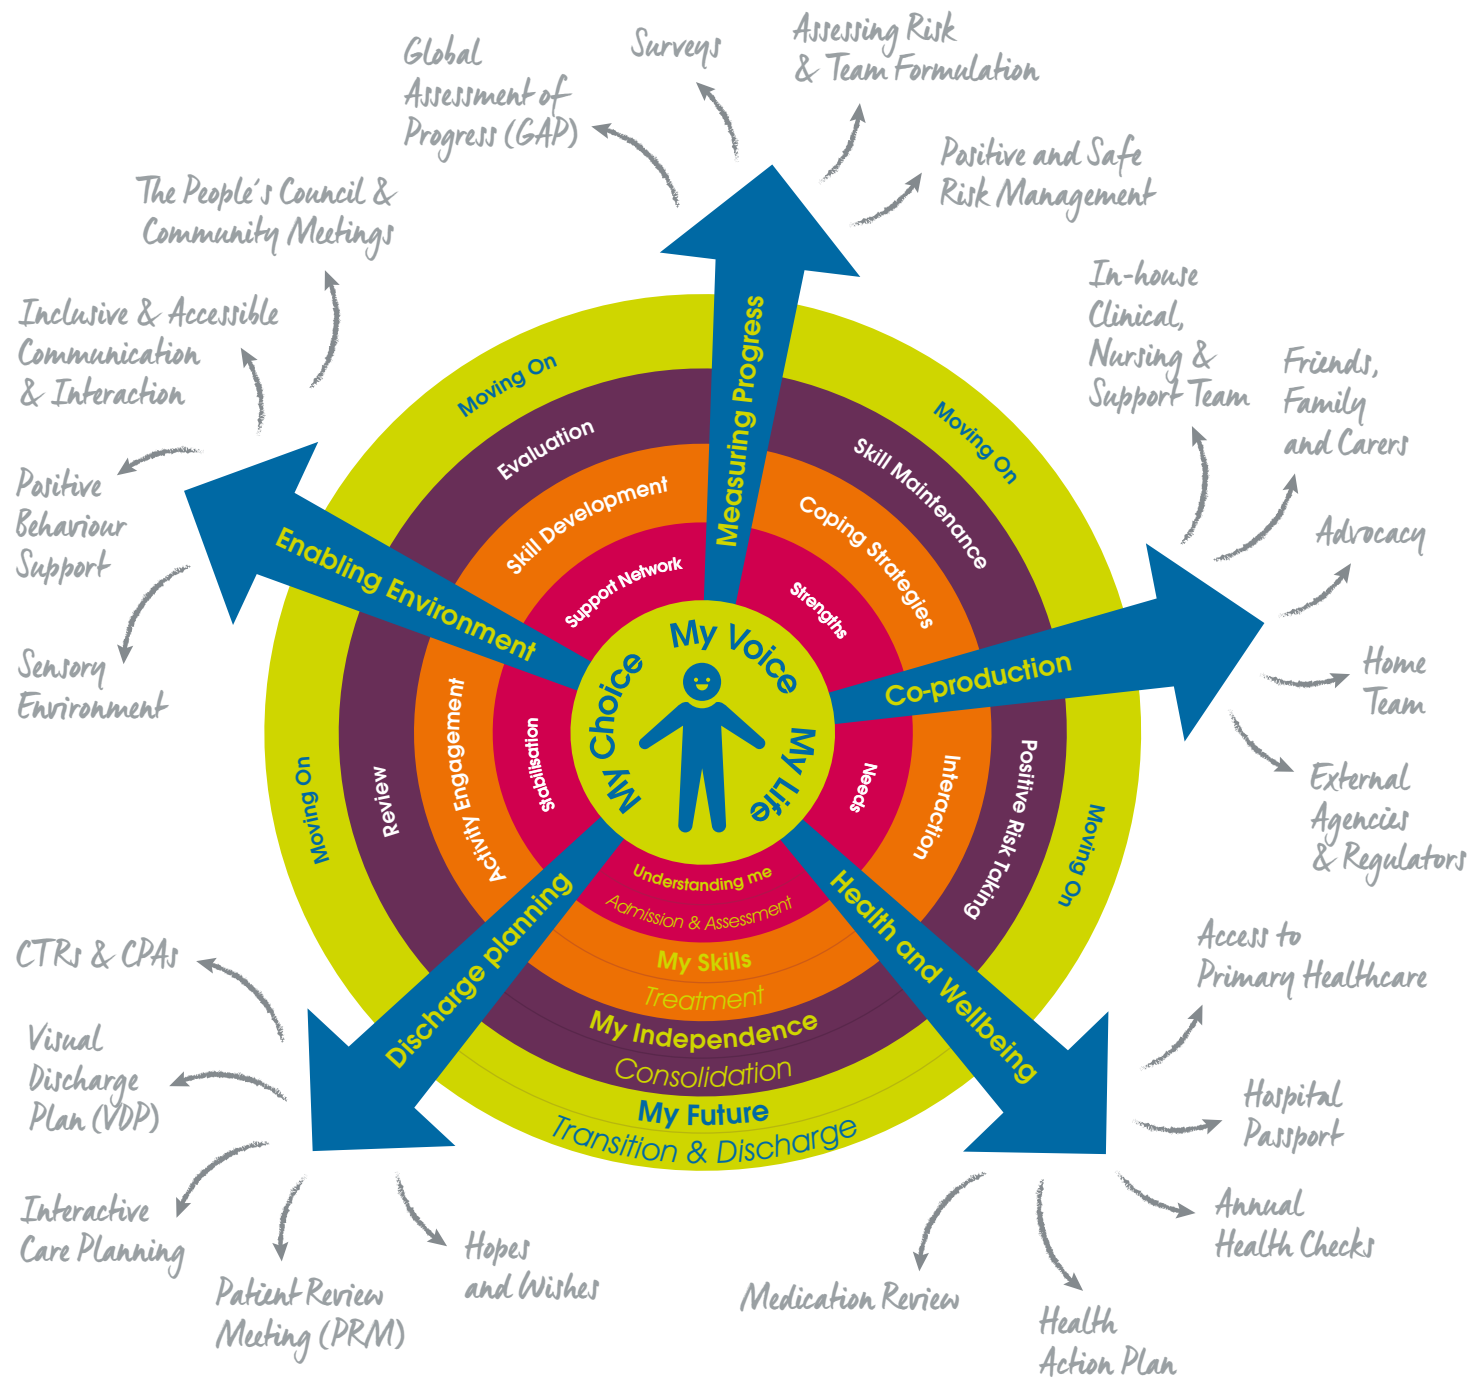 Global
Assessment of
Progress (GAP)
Surveys
Assessing Risk
& Team Formulation
Positive and Safe
Risk Management
The People's Council &
Community Meetings
Inclusive & Accessible
Communication
& Interaction
Positive
Behaviour
Support
Sensory
Environment
In-house
Clinical,
Nursing &
Support Team
Friends,
Family
and Carers
Advocacy
Home
Team
External
Agencies
& Regulators
Measuring Progress
Enabling Environment
Co-production
Discharge planning
Health and Wellbeing
Moving On
Moving On
Moving On
Moving On
Evaluation
Skill Maintenance
Review
Positive Risk Taking
Skill Development
Coping Strategies
Activity Engagement
Interaction
Support Network
Strengths
Stabilisation
Needs
My Choice
My Voice
My Life
Understanding me
Admission & Assessment
My Skills
Treatment
My Independence
Consolidation
My Future
Transition & Discharge
CTRs & CPAs
Visual
Discharge
Plan (VDP)
Interactive
Care Planning
Patient Review
Meeting (PRM)
Hopes
and Wishes
Access to
Primary Healthcare
Hospital
Passport
Annual
Health Checks
Health
Action Plan
Medication Review